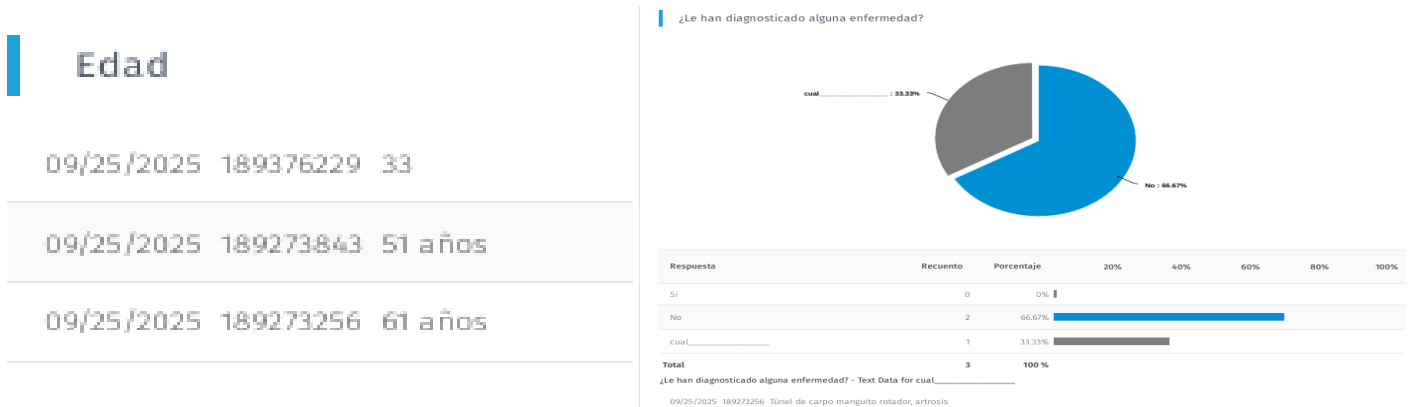 Edad
09/25/2025 189376229 33
09/25/2025 189273843 51 años
09/25/2025 189273256 61 años
¿Le han diagnosticado alguna enfermedad?
cual__________________ : 33.33%
No : 66.67%
Respuesta Recuento Porcentaje 20% 40% 60% 80% 100%
Si 0 0%
No 2 66.67%
cual__________________ 1 33.33%
Total 3 100 %
¿Le han diagnosticado alguna enfermedad? - Text Data for cual__________________
09/25/2025 189273256 Túnel de carpo manguito rotador, artrosis